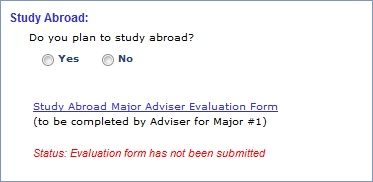 Study Abroad:
Do you plan to study abroad?
Yes No
Study Abroad Major Adviser Evaluation Form
(to be completed by Adviser for Major #1)
Status: Evaluation form has not been submitted